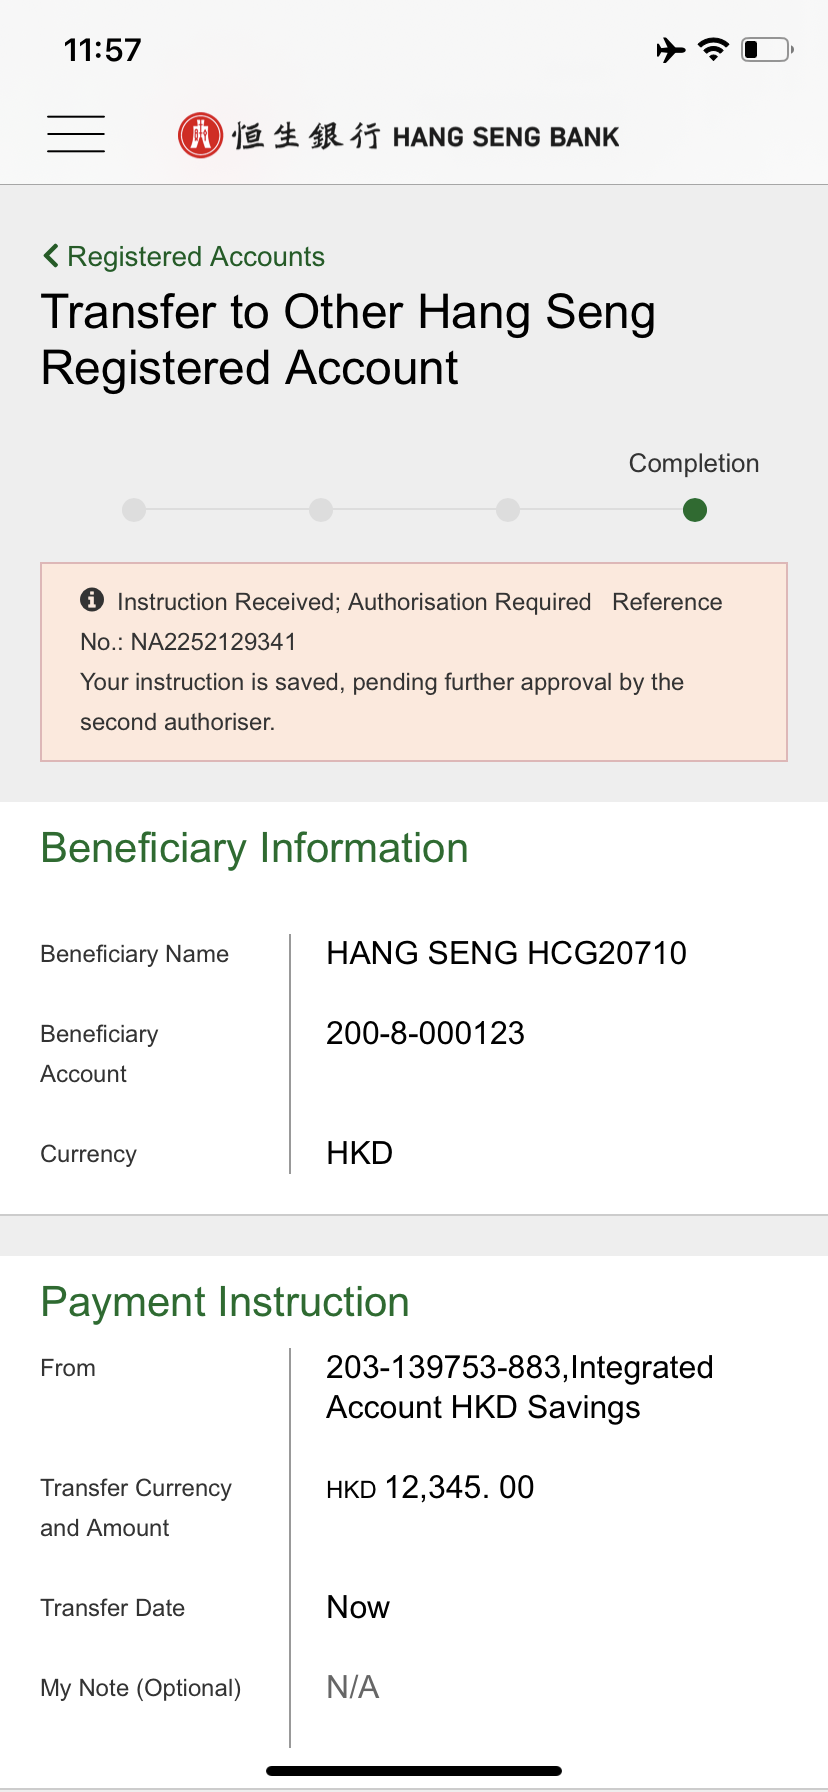 11:57
恒生銀行 HANG SENG BANK
Registered Accounts
Transfer to Other Hang Seng
Registered Account
Completion
Instruction Received; Authorisation Required Reference
No.: NA2252129341
Your instruction is saved, pending further approval by the
second authoriser.
Beneficiary Information
Beneficiary Name HANG SENG HCG20710
Beneficiary
Account
200-8-000123
Currency HKD
Payment Instruction
From
203-139753-883,Integrated
Account HKD Savings
Transfer Currency
and Amount
HKD 12,345. 00
Transfer Date Now
My Note (Optional) N/A